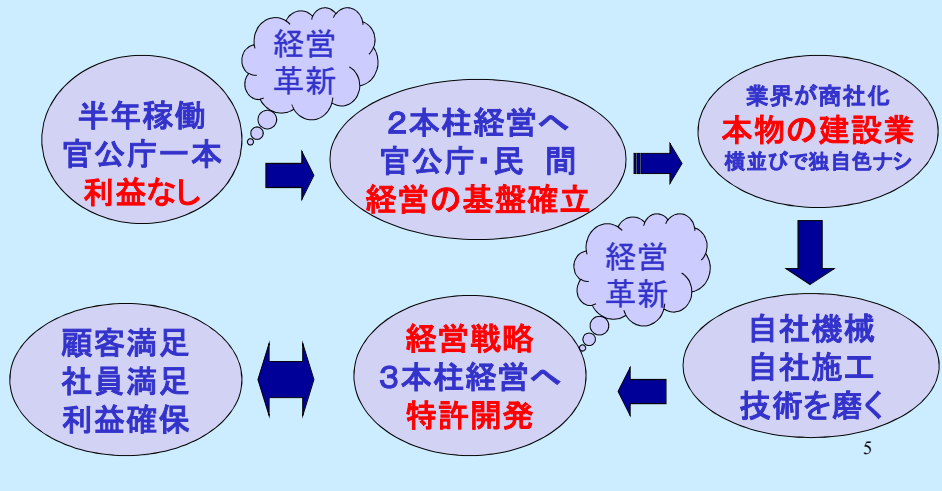 経営
革新
半年稼働
官公庁一本
利益なし
２本柱経営へ
官公庁・民　間
経営の基盤確立
業界が商社化
本物の建設業
横並びで独自色ナシ
自社機械
自社施工
技術を磨く
経営
革新
経営戦略
３本柱経営へ
特許開発
顧客満足
社員満足
利益確保
5